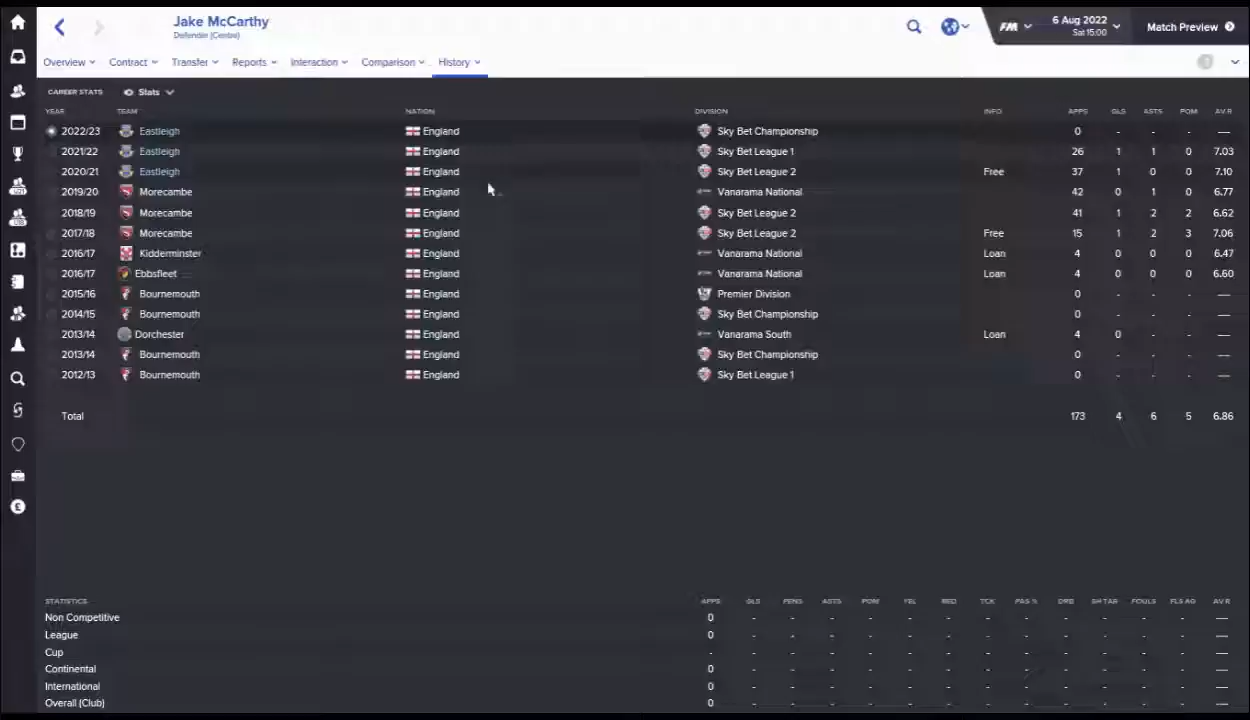 Jake McCarthy
Defender (Centre)
FM 6 Aug 2022 Sat 15:00 Match Preview
Overview Contract Transfer Reports Interaction Comparison History
CAREER STATS Stats
YEAR TEAM NATION DIVISION INFO APPS GLS ASTS POM AV.R
2022/23 Eastleigh England Sky Bet Championship 0 - - - —
2021/22 Eastleigh England Sky Bet League 1 26 1 1 0 7.03
2020/21 Eastleigh England Sky Bet League 2 Free 37 1 0 0 7.10
2019/20 Morecambe England Vanarama National 42 0 1 0 6.77
2018/19 Morecambe England Sky Bet League 2 41 1 2 2 6.62
2017/18 Morecambe England Sky Bet League 2 Free 15 1 2 3 7.06
2016/17 Kidderminster England Vanarama National Loan 4 0 0 0 6.47
2016/17 Ebbsfleet England Vanarama National Loan 4 0 0 0 6.60
2015/16 Bournemouth England Premier Division 0 - - - —
2014/15 Bournemouth England Sky Bet Championship 0 - - - —
2013/14 Dorchester England Vanarama South Loan 4 0 - - —
2013/14 Bournemouth England Sky Bet Championship 0 - - - —
2012/13 Bournemouth England Sky Bet League 1 0 - - - —
Total 173 4 6 5 6.86
STATISTICS APPS GLS PENS ASTS POM YEL RED TCK PAS % DRB SH TAR FOULS FLS AG AV.R
Non Competitive 0 - - - - - - - - - - - - —
League 0 - - - - - - - - - - - - —
Cup - - - - - - - - - - - - - —
Continental 0 - - - - - - - - - - - - —
International 0 - - - - - - - - - - - - —
Overall (Club) 0 - - - - - - - - - - - - —